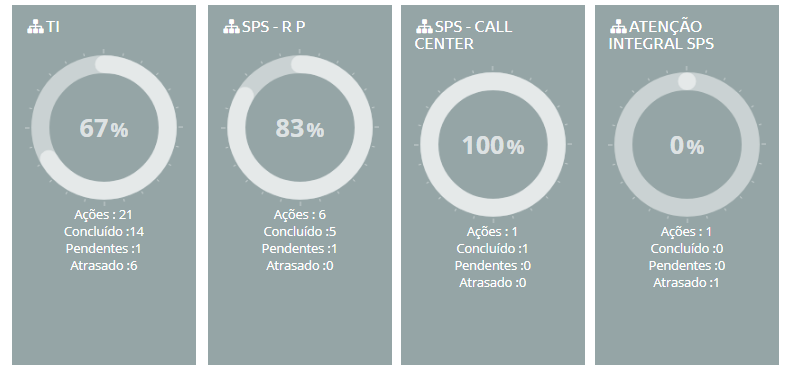 TI
67%
Ações : 21
Concluído :14
Pendentes :1
Atrasado :6
SPS - R P
83%
Ações : 6
Concluído :5
Pendentes :1
Atrasado :0
SPS - CALL
CENTER
100%
Ações : 1
Concluído :1
Pendentes :0
Atrasado :0
ATENÇÃO
INTEGRAL SPS
0%
Ações : 1
Concluído :0
Pendentes :0
Atrasado :1